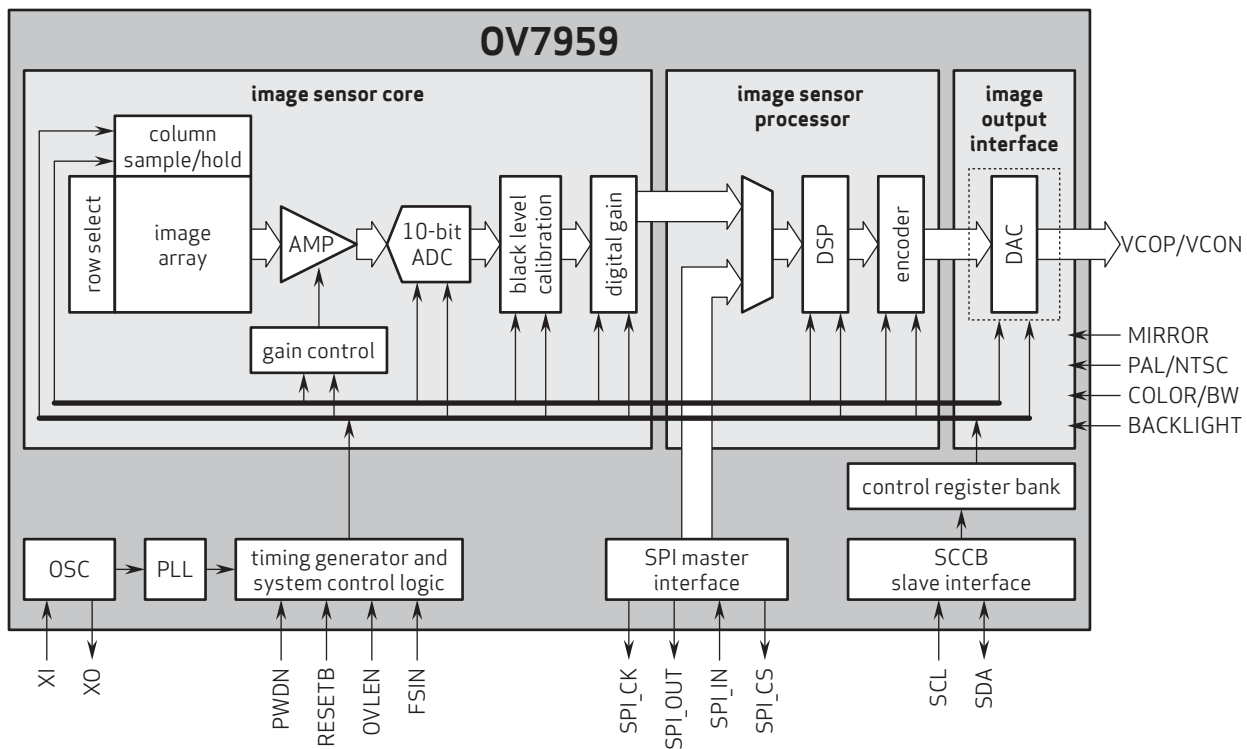 OV7959
image sensor core
image sensor
processor
image
output
interface
column
sample/hold
row select
image
array
AMP
10-bit
ADC
black level
calibration
digital gain
DSP
encoder
DAC
VCOP/VCON
gain control
MIRROR
PAL/NTSC
COLOR/BW
BACKLIGHT
control register bank
OSC
PLL
timing generator and
system control logic
SPI master
interface
SCCB
slave interface
XI
XO
PWDN
RESETB
OVLEN
FSIN
SPI_CK
SPI_OUT
SPI_IN
SPI_CS
SCL
SDA